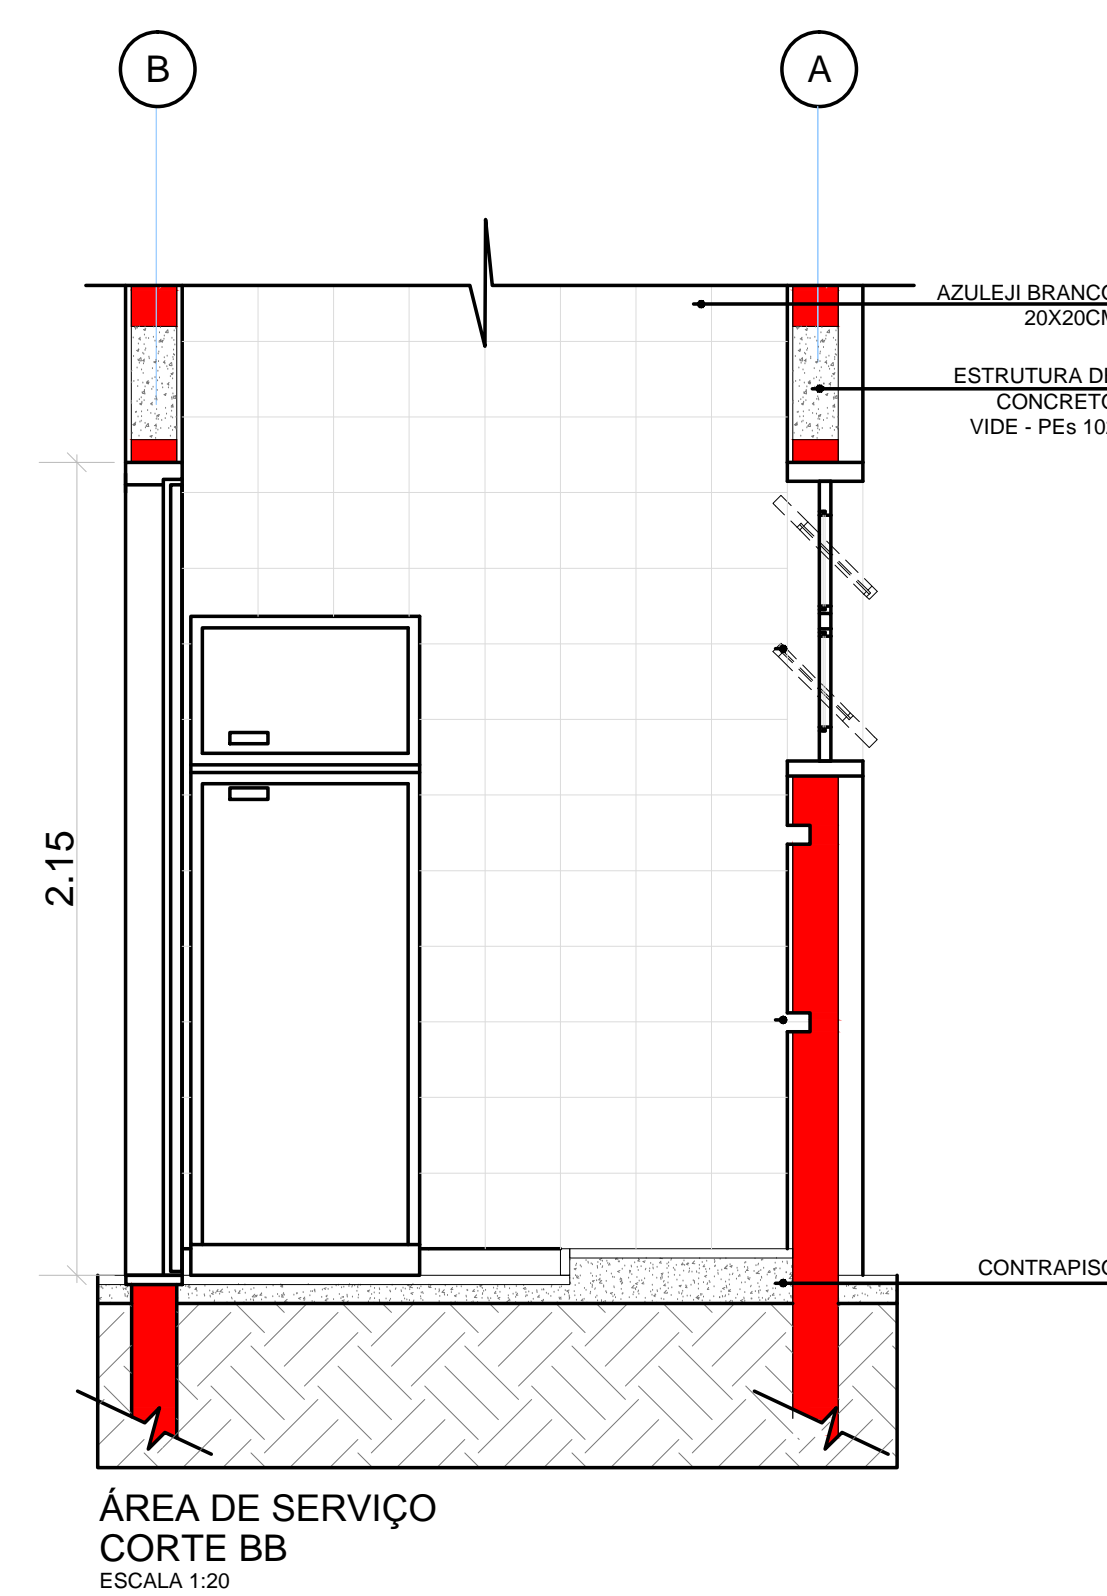 B
A
AZULEJI BRANCO
20X20CM
ESTRUTURA DE
CONCRETO
VIDE - PEs 10
2.15
CONTRAPISO
ÁREA DE SERVIÇO
CORTE BB
ESCALA 1:20